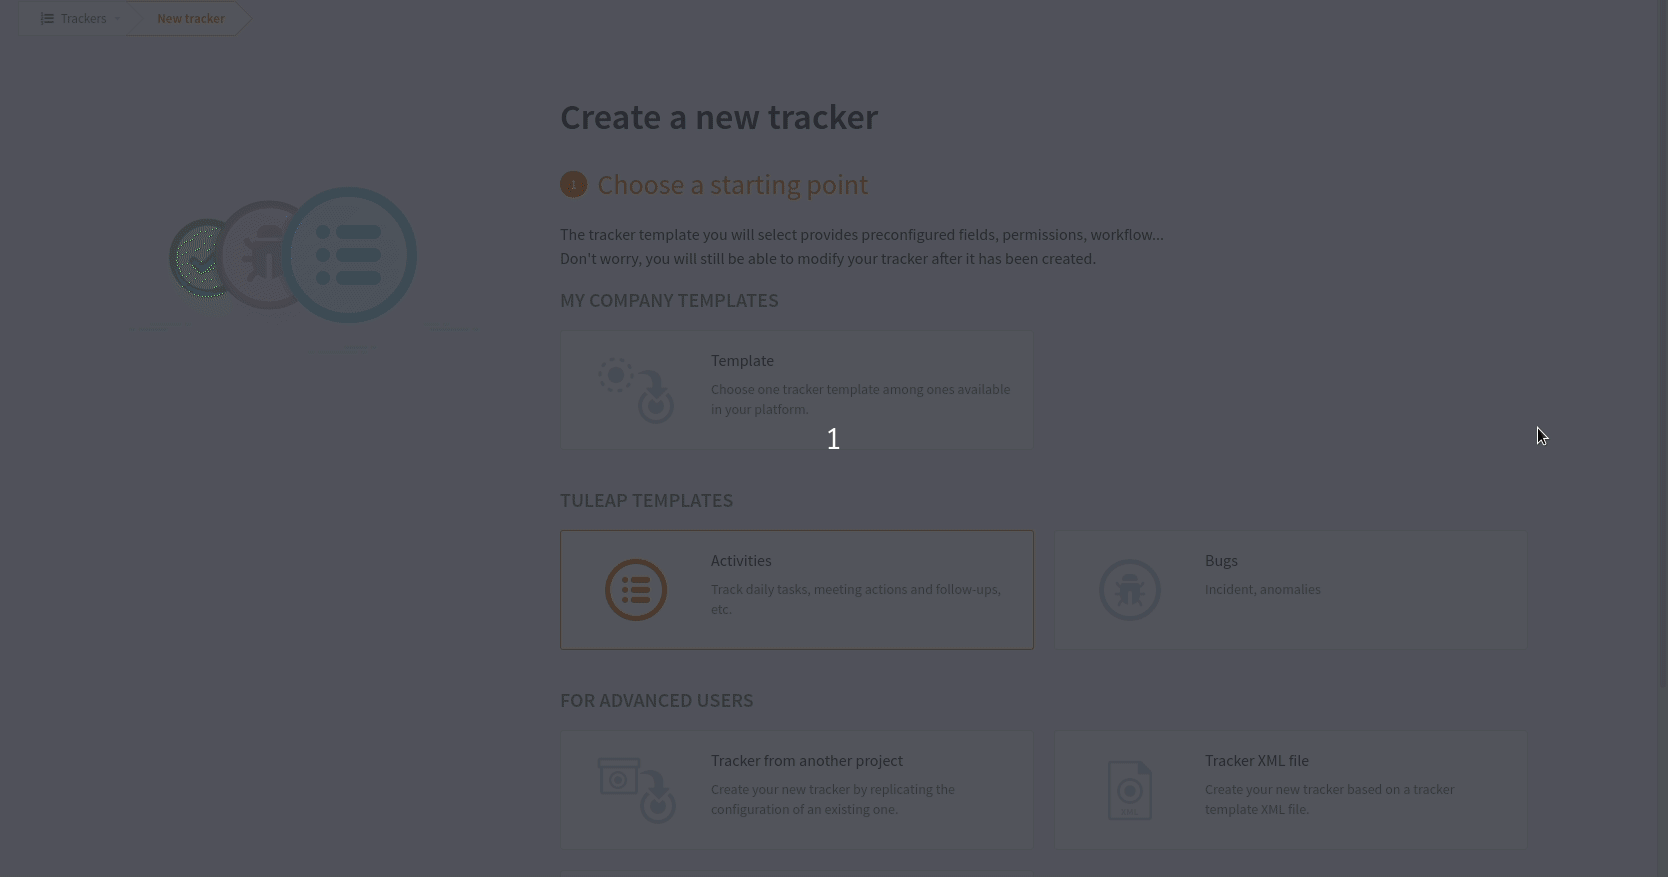 Trackers
New tracker
Create a new tracker
1 Choose a starting point
The tracker template you will select provides preconfigured fields, permissions, workflow...
Don't worry, you will still be able to modify your tracker after it has been created.
MY COMPANY TEMPLATES
Template
Choose one tracker template among ones available
in your platform.
1
TULEAP TEMPLATES
Activities
Track daily tasks, meeting actions and follow-ups,
etc.
Bugs
Incident, anomalies
FOR ADVANCED USERS
Tracker from another project
Create your new tracker by replicating the
configuration of an existing one.
Tracker XML file
Create your new tracker based on a tracker
template XML file.